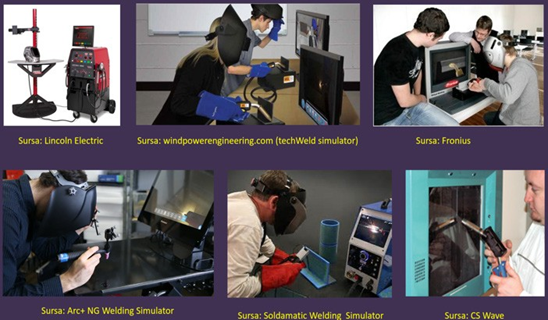 Sursa: Lincoln Electric
Sursa: windpowerengineering.com (techWeld simulator)
Sursa: Fronius
Sursa: Arc+ NG Welding Simulator
Sursa: Soldamatic Welding Simulator
Sursa: CS Wave